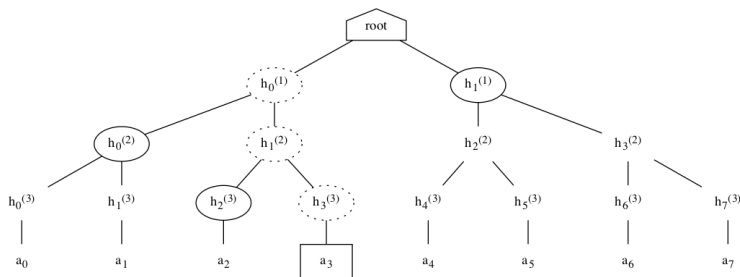 root
h₀⁽¹⁾ h₁⁽¹⁾
h₀⁽²⁾ h₁⁽²⁾ h₂⁽²⁾ h₃⁽²⁾
h₀⁽³⁾ h₁⁽³⁾ h₂⁽³⁾ h₃⁽³⁾ h₄⁽³⁾ h₅⁽³⁾ h₆⁽³⁾ h₇⁽³⁾
a₀ a₁ a₂ a₃ a₄ a₅ a₆ a₇